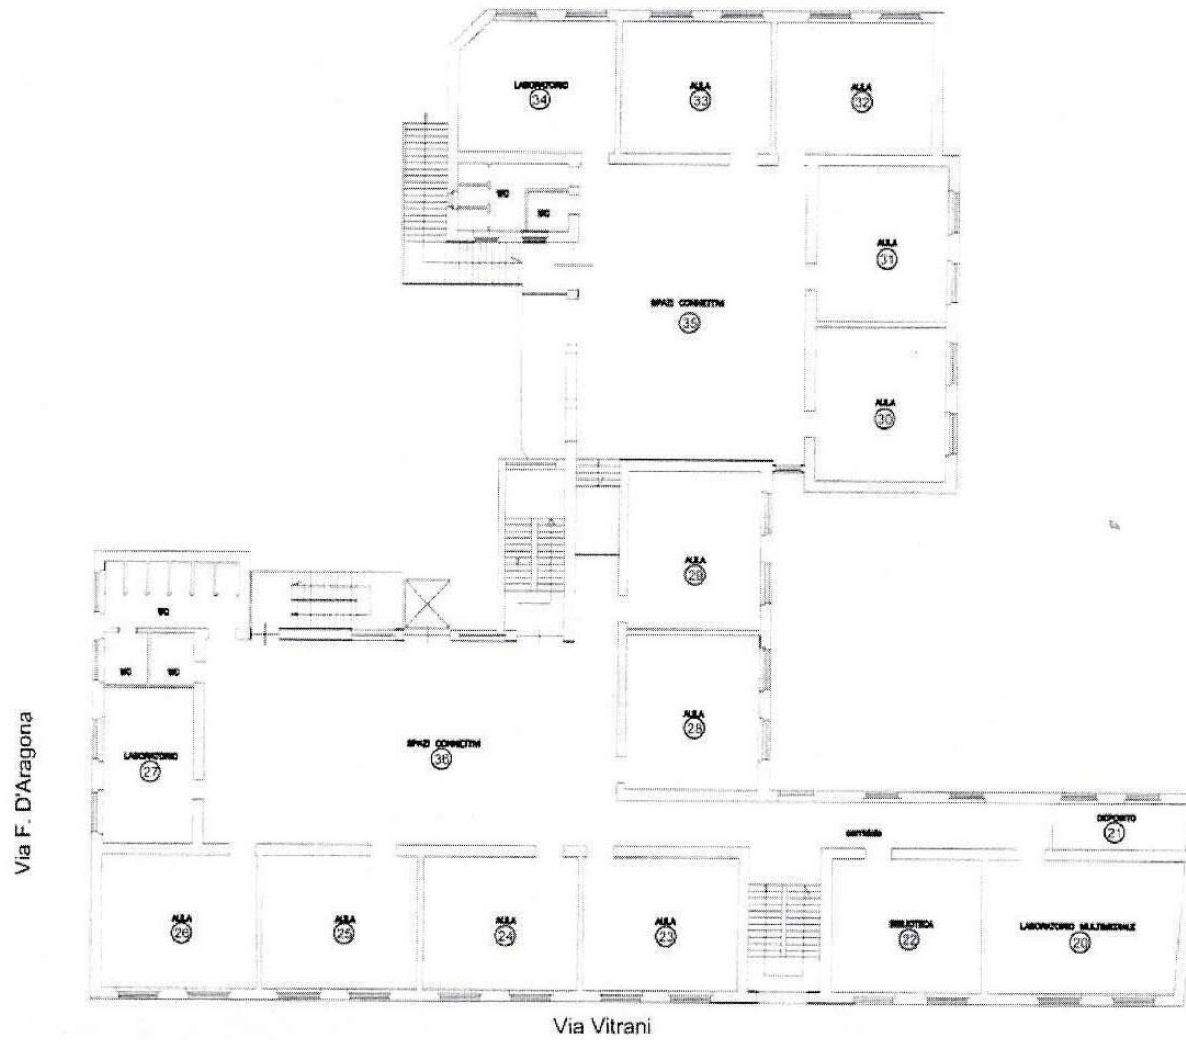 LABORATORIO
34
AULA
33
AULA
32
WC
WC
AULA
31
SPAZI CONNETTIVI
35
AULA
30
AULA
29
WC
WC
WC
AULA
28
LABORATORIO
27
SPAZI CONNETTIVI
36
DEPOSITO
21
corridoio
AULA
26
AULA
25
AULA
24
AULA
23
BIBLIOTECA
22
LABORATORIO MULTIMEDIALE
20
Via F. D'Aragona
Via Vitrani